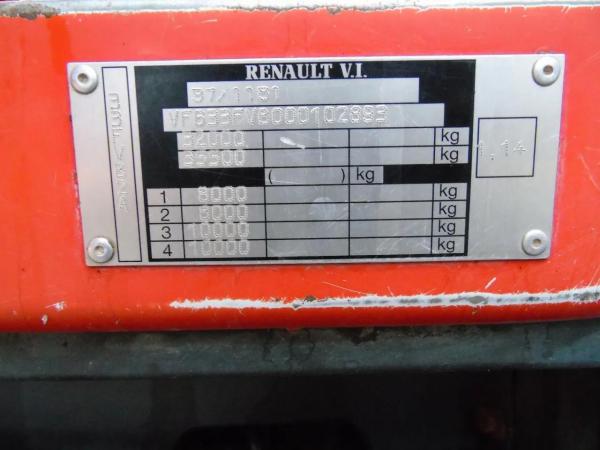 RENAULT V.I.
97/1181
32000 kg
35500 kg
( ) kg
1 8000 kg
2 8000 kg
3 10000 kg
4 10000 kg
1.14